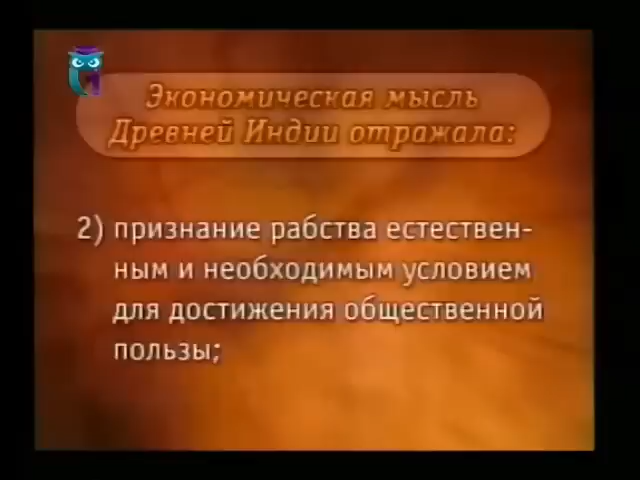 Экономическая мысль
Древней Индии отражала:
2) признание рабства естествен-
ным и необходимым условием
для достижения общественной
пользы;